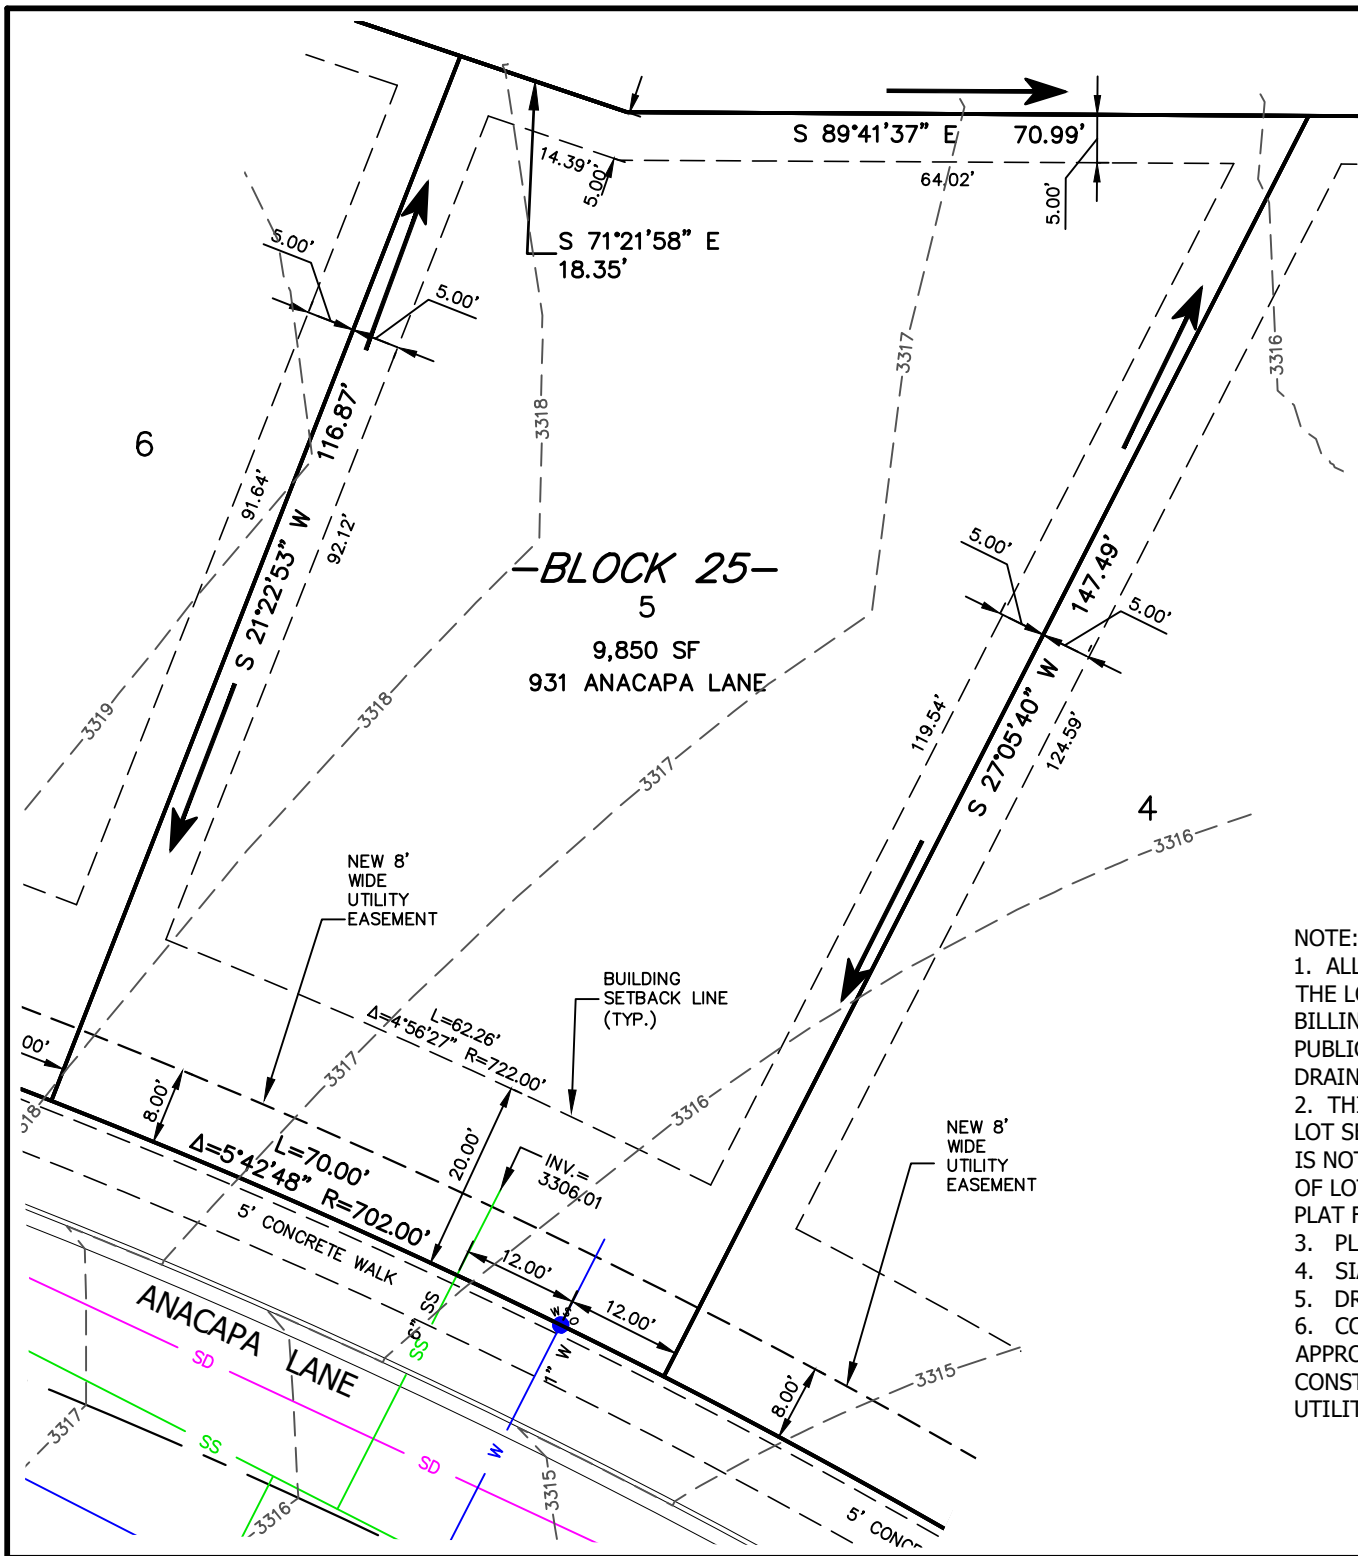 S 89°41'37" E 70.99'
14.39'
5.00'
64.02'
5.00'
S 71°21'58" E
18.35'
5.00'
5.00'
3317
3316
3318
6
116.87'
S 21°22'53" W
91.64'
92.12'
-BLOCK 25-
5
9,850 SF
931 ANACAPA LANE
5.00'
5.00'
147.49'
S 27°05'40" W
119.54'
124.59'
3319
3318
3317
4
3316
NEW 8'
WIDE
UTILITY
EASEMENT
BUILDING
SETBACK LINE
(TYP.)
L=62.26'
Δ=4°56'27" R=722.00'
00'
3317
3316
318
8.00'
L=70.00'
Δ=5°42'48" R=702.00'
20.00'
INV.=
3306.01
NEW 8'
WIDE
UTILITY
EASEMENT
5' CONCRETE WALK
12.00'
12.00'
6" SS
SS
WSO
1" W
ANACAPA LANE
SD
SS
SD
W
3317
3316
3315
3315
8.00'
5' CONCE
NOTE:
1. ALL
THE LO
BILLIN
PUBLIC
DRAIN
2. THI
LOT SI
IS NOT
OF LOT
PLAT F
3. PL
4. SIA
5. DR
6. CO
APPRO
CONST
UTILIT